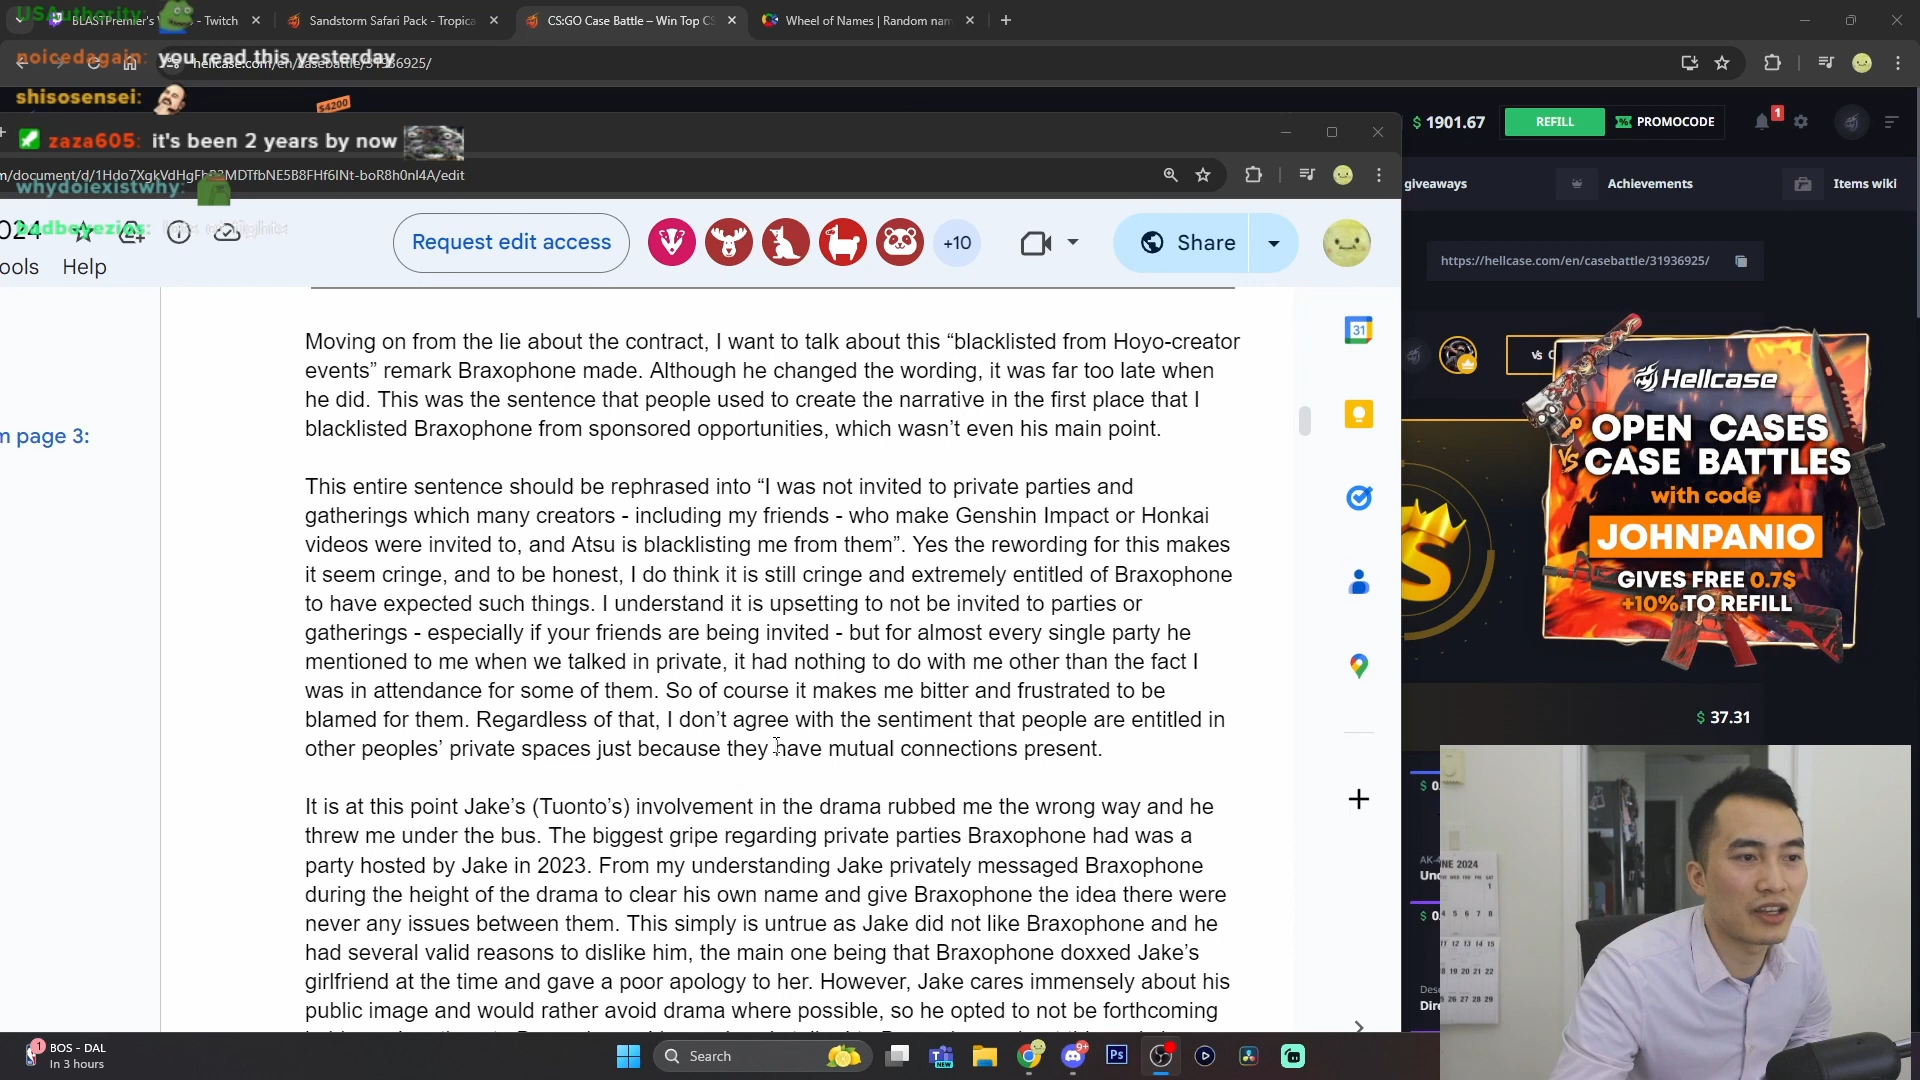 BLASTPremier's
- Twitch
Sandstorm Safari Pack - Tropica
CS:GO Case Battle – Win Top CS
Wheel of Names | Random nam
USAuthority:
noicedagain: you read this yesterday
hellcase.com/en/casebattle/31936925/
shisosensei:
$4200
zaza605: it's been 2 years by now
whydoiexistwhy:
badboyezias:
$ 1901.67
REFILL
PROMOCODE
1
giveaways
Achievements
Items wiki
024
ools
Help
Request edit access
+10
Share
https://hellcase.com/en/casebattle/31936925/
m page 3:
31
Moving on from the lie about the contract, I want to talk about this “blacklisted from Hoyo-creator
events” remark Braxophone made. Although he changed the wording, it was far too late when
he did. This was the sentence that people used to create the narrative in the first place that I
blacklisted Braxophone from sponsored opportunities, which wasn’t even his main point.
This entire sentence should be rephrased into “I was not invited to private parties and
gatherings which many creators - including my friends - who make Genshin Impact or Honkai
videos were invited to, and Atsu is blacklisting me from them”. Yes the rewording for this makes
it seem cringe, and to be honest, I do think it is still cringe and extremely entitled of Braxophone
to have expected such things. I understand it is upsetting to not be invited to parties or
gatherings - especially if your friends are being invited - but for almost every single party he
mentioned to me when we talked in private, it had nothing to do with me other than the fact I
was in attendance for some of them. So of course it makes me bitter and frustrated to be
blamed for them. Regardless of that, I don’t agree with the sentiment that people are entitled in
other peoples’ private spaces just because they have mutual connections present.
It is at this point Jake’s (Tuonto’s) involvement in the drama rubbed me the wrong way and he
threw me under the bus. The biggest gripe regarding private parties Braxophone had was a
party hosted by Jake in 2023. From my understanding Jake privately messaged Braxophone
during the height of the drama to clear his own name and give Braxophone the idea there were
never any issues between them. This simply is untrue as Jake did not like Braxophone and he
had several valid reasons to dislike him, the main one being that Braxophone doxxed Jake’s
girlfriend at the time and gave a poor apology to her. However, Jake cares immensely about his
public image and would rather avoid drama where possible, so he opted to not be forthcoming
Hellcase
OPEN CASES
VS CASE BATTLES
with code
JOHNPANIO
GIVES FREE 0.7$
+10% TO REFILL
$ 37.31
NE 2024
BOS - DAL
In 3 hours
1
Search
NEW
9+
Ps